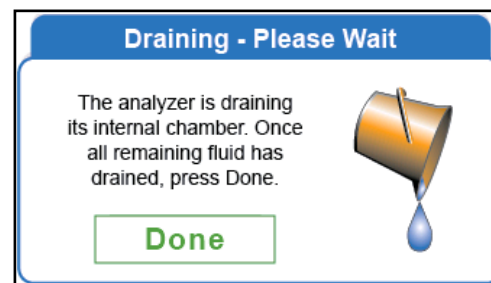 Draining - Please Wait
The analyzer is draining
its internal chamber. Once
all remaining fluid has
drained, press Done.
Done